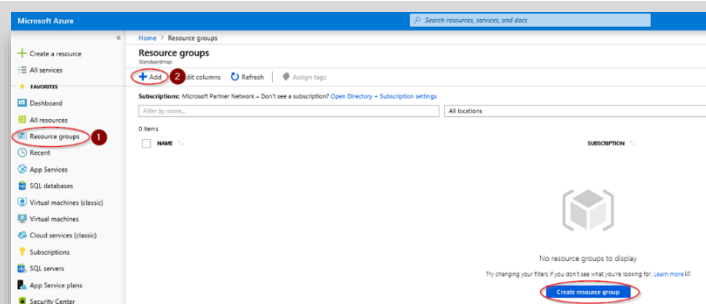 Microsoft Azure
Search resources, services, and docs
«
Home > Resource groups
Create a resource
All services
FAVORITES
Dashboard
All resources
Resource groups 1
Recent
App Services
SQL databases
Virtual machines (classic)
Virtual machines
Cloud services (classic)
Subscriptions
SQL servers
App Service plans
Security Center
Resource groups
Standaardmap
Add 2 dit columns Refresh Assign tags
Subscriptions: Microsoft Partner Network – Don't see a subscription? Open Directory + Subscription settings
Filter by name... All locations
0 items
NAME SUBSCRIPTION
No resource groups to display
Try changing your filters if you don't see what you're looking for. Learn more
Create resource group